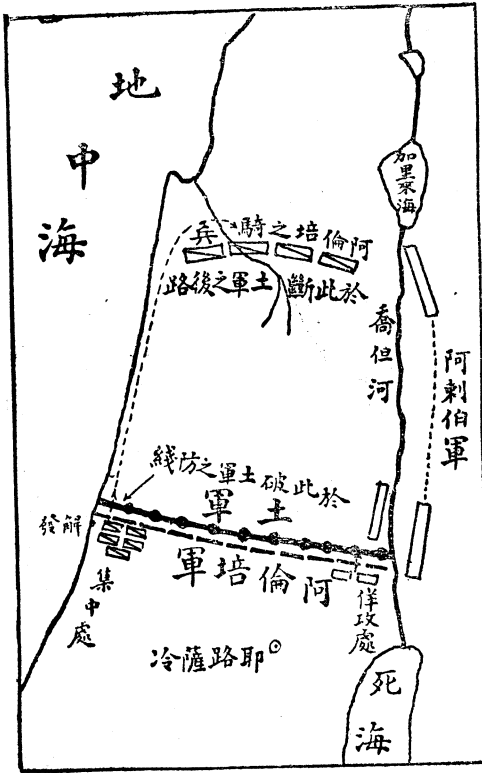 地中海
加里來海
阿倫培之騎兵
於此斷土軍之後路
喬但河
阿剌伯軍
於此破土軍之防綫
土軍
解發
阿倫培軍
集中處
佯攻處
耶路薩冷
死海